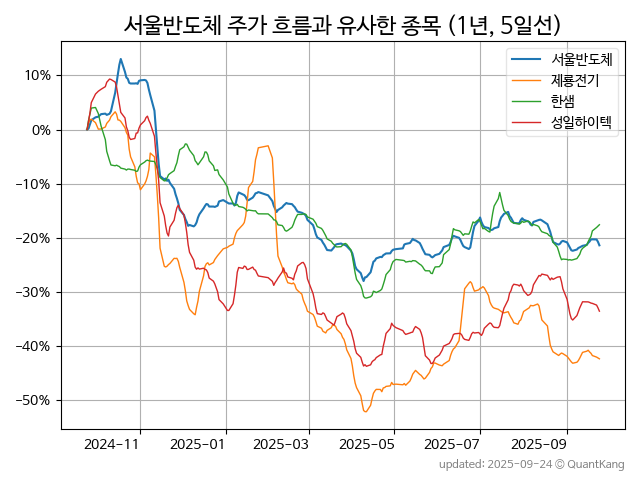 서울반도체 주가 흐름과 유사한 종목 (1년, 5일선)
서울반도체
제룡전기
한샘
성일하이텍
10%
0%
−10%
−20%
−30%
−40%
−50%
2024-11
2025-01
2025-03
2025-05
2025-07
2025-09
updated: 2025-09-24 © QuantKang